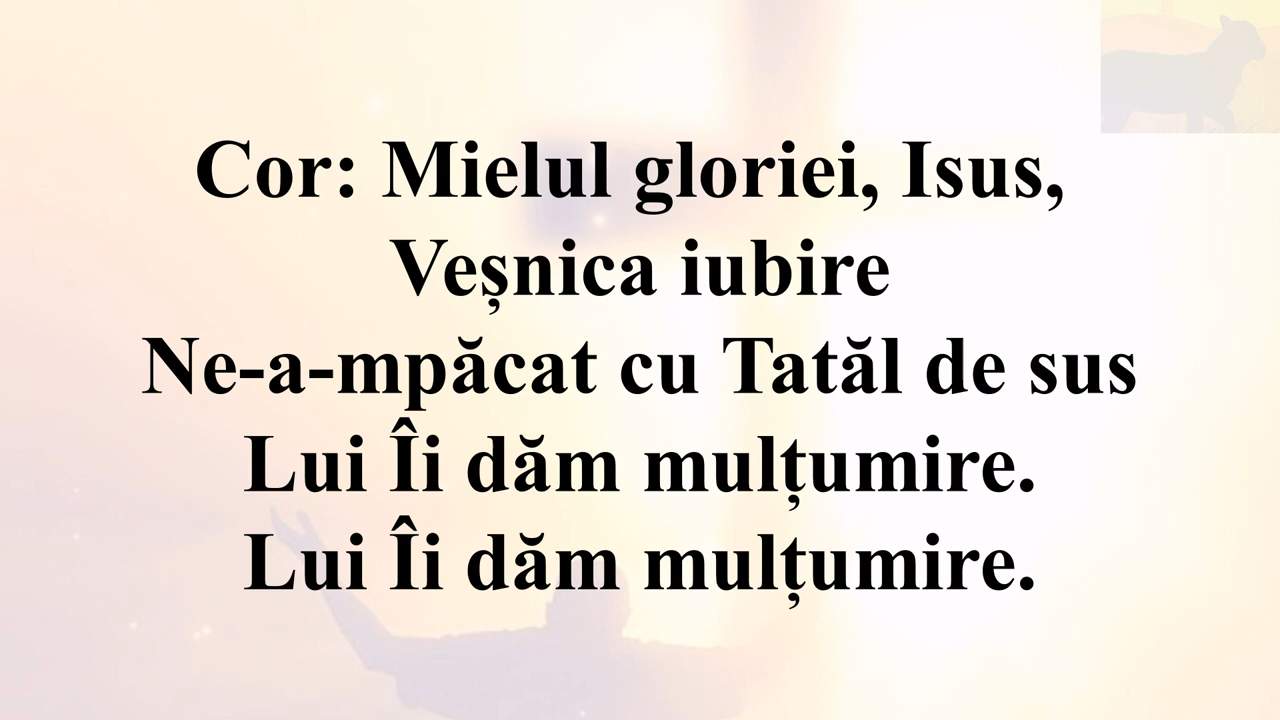 Cor: Mielul gloriei, Isus,
Veșnica iubire
Ne-a-mpăcat cu Tatăl de sus
Lui Îi dăm mulțumire.
Lui Îi dăm mulțumire.